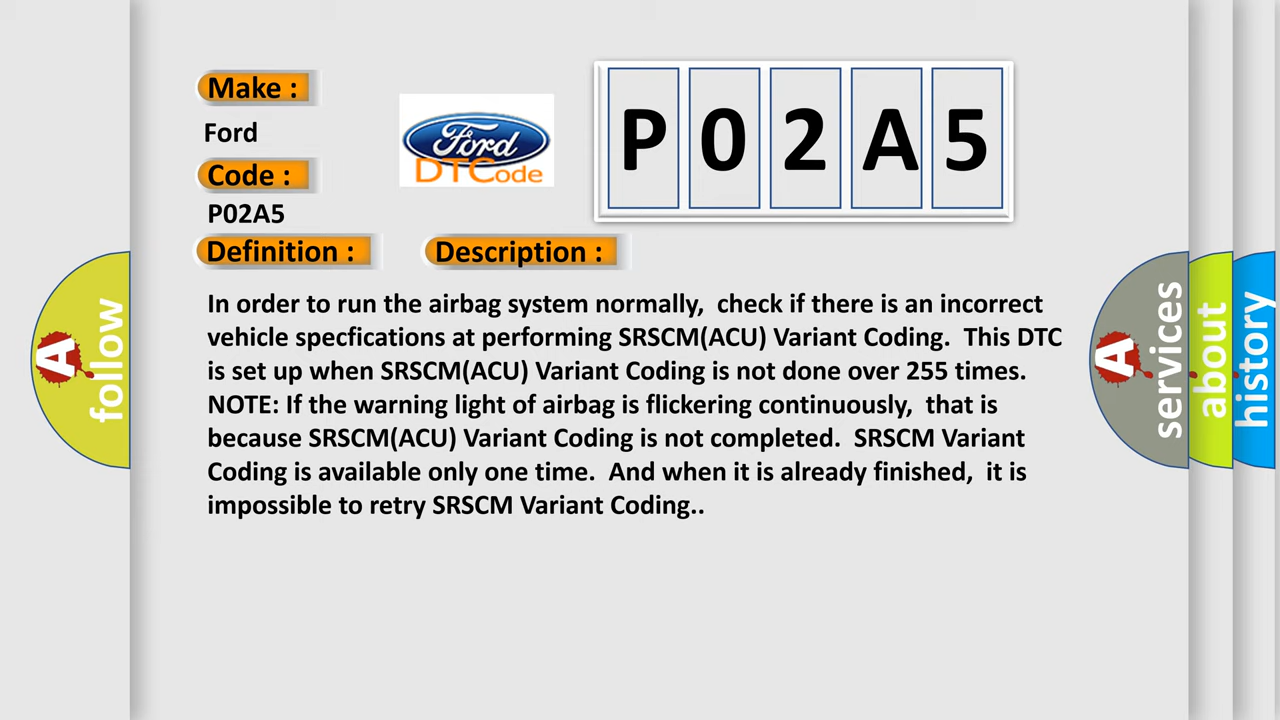 Make :
Ford
Code :
P02A5
Definition :
Description :
Ford
DTCode
P02A5
In order to run the airbag system normally, check if there is an incorrect
vehicle specfications at performing SRSCM(ACU) Variant Coding. This DTC
is set up when SRSCM(ACU) Variant Coding is not done over 255 times.
NOTE: If the warning light of airbag is flickering continuously, that is
because SRSCM(ACU) Variant Coding is not completed. SRSCM Variant
Coding is available only one time. And when it is already finished, it is
impossible to retry SRSCM Variant Coding..
A follow
A services
about
history